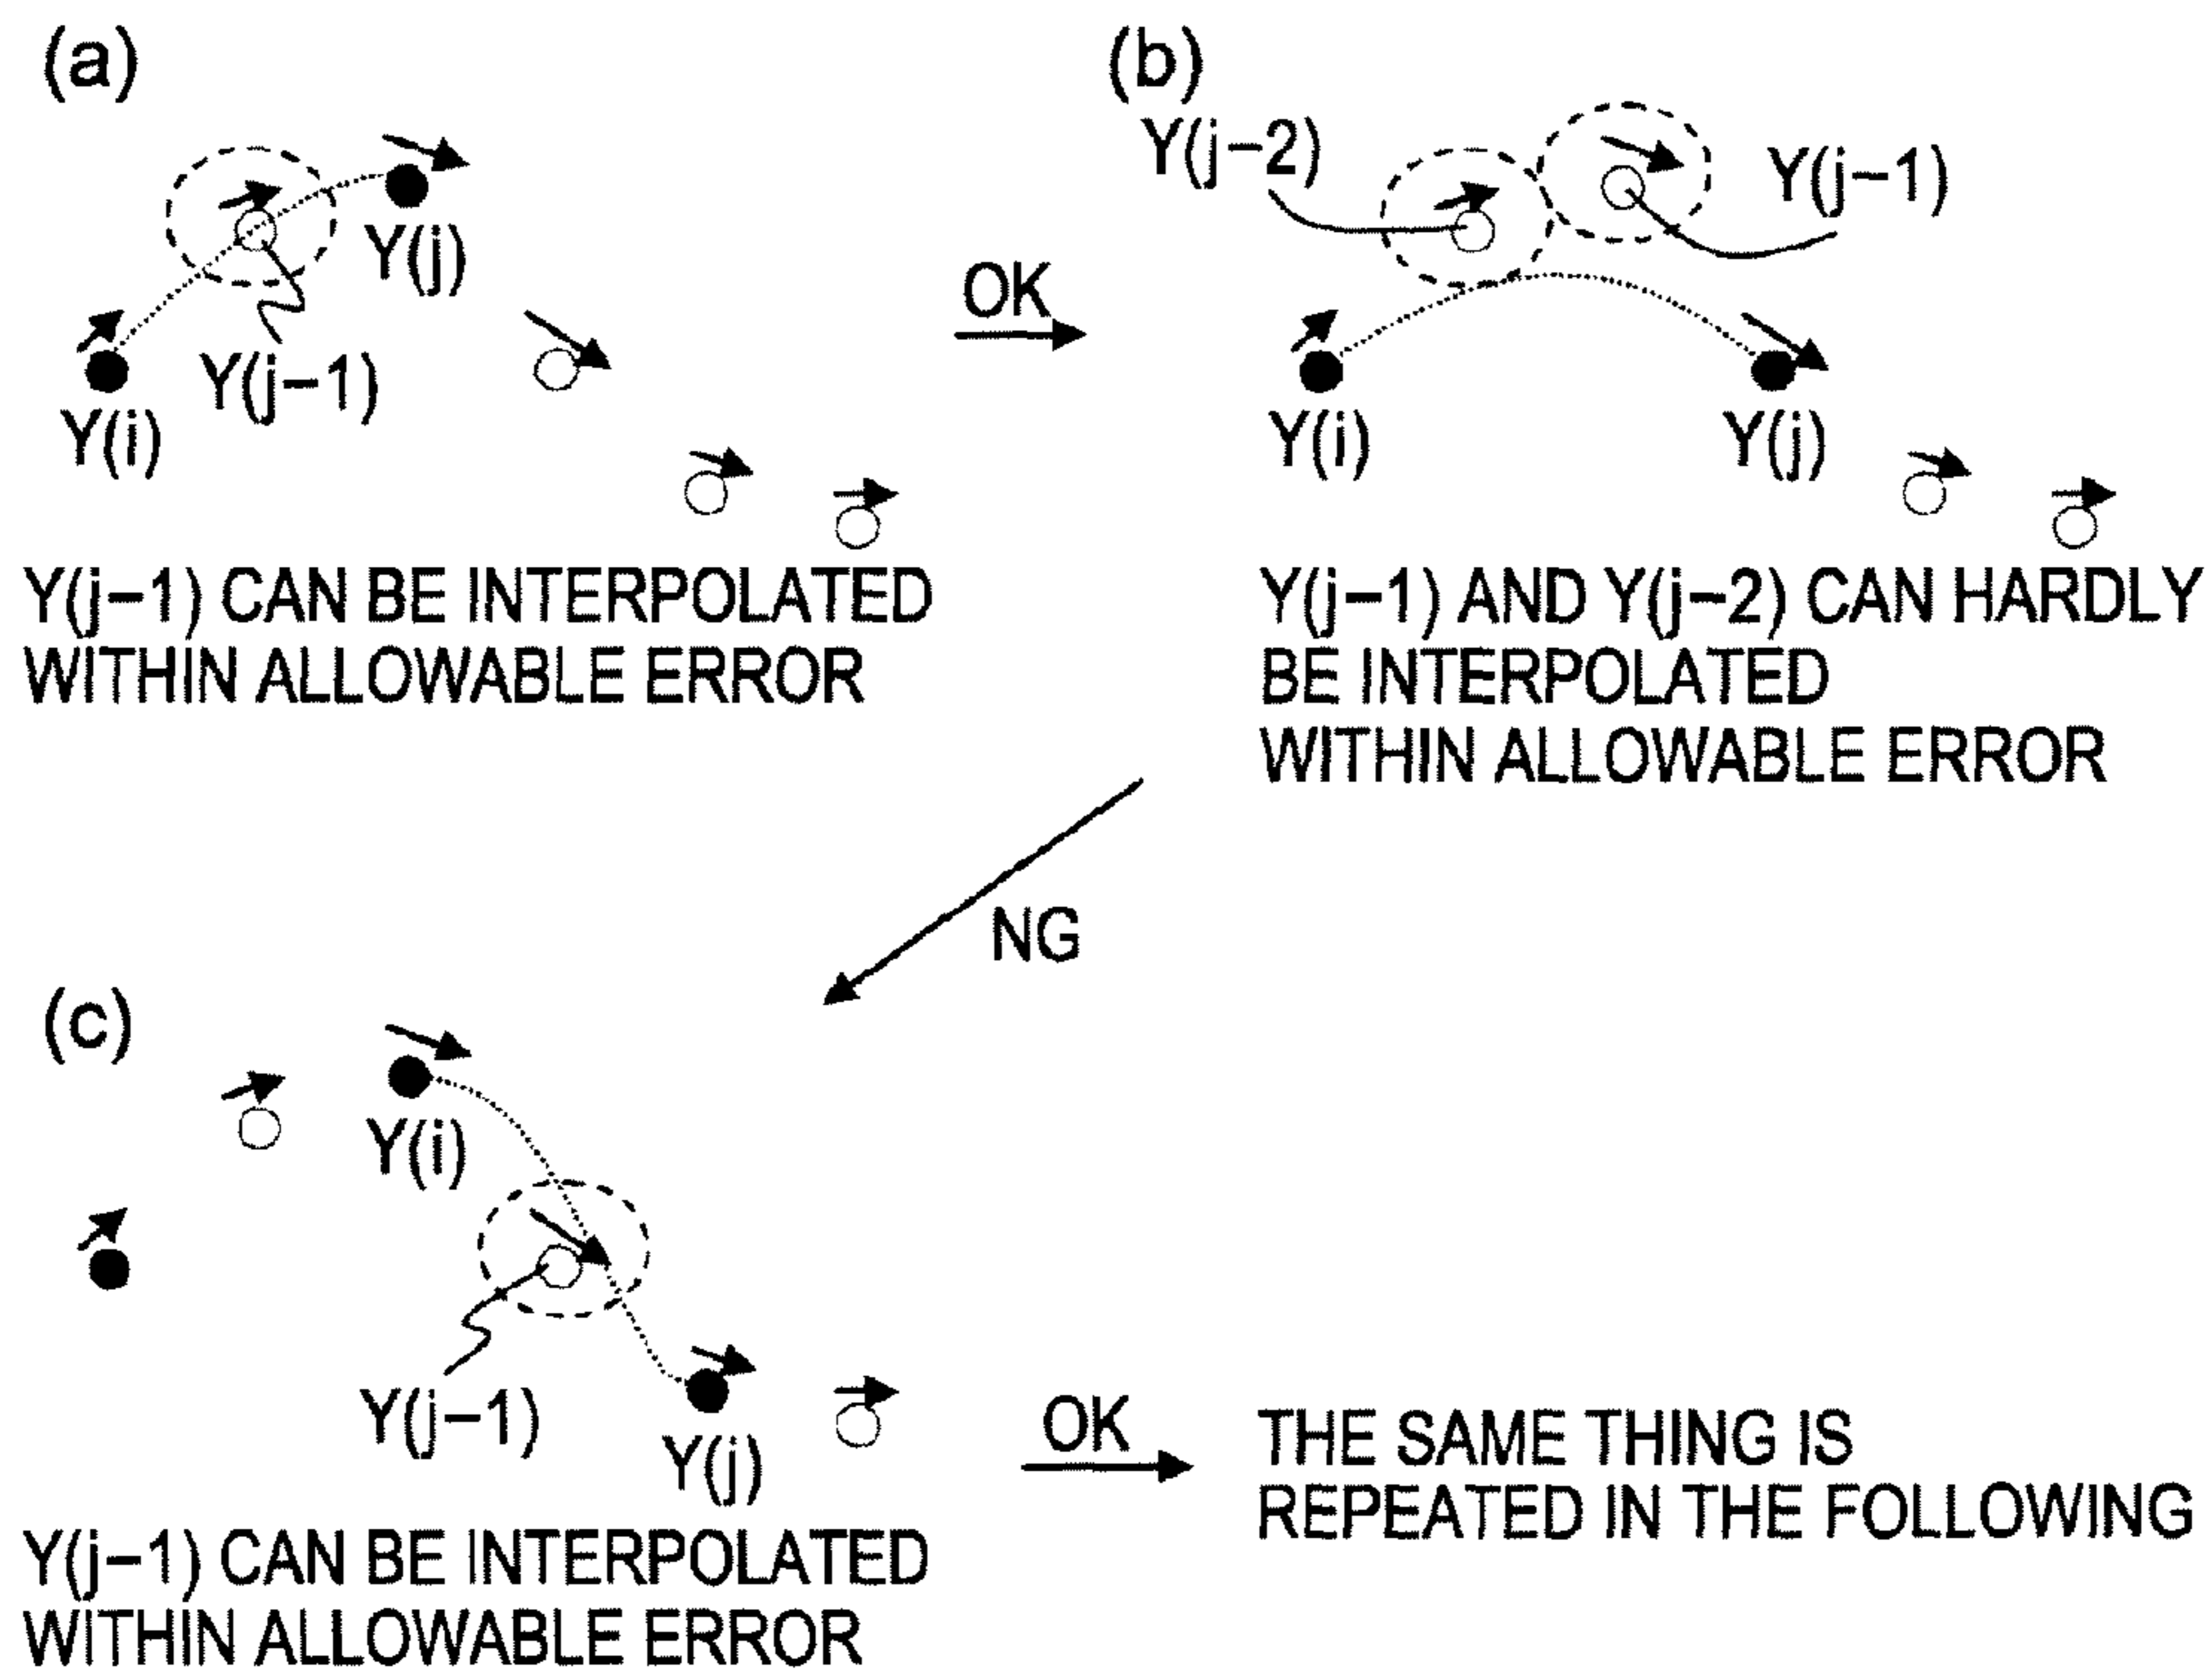 (a)
Y(j)
Y(j−1)
Y(i)
Y(j−1) CAN BE INTERPOLATED
WITHIN ALLOWABLE ERROR
OK
(b)
Y(j−2)
Y(j−1)
Y(i)
Y(j)
Y(j−1) AND Y(j−2) CAN HARDLY
BE INTERPOLATED
WITHIN ALLOWABLE ERROR
NG
(c)
Y(i)
Y(j−1)
Y(j)
Y(j−1) CAN BE INTERPOLATED
WITHIN ALLOWABLE ERROR
OK
THE SAME THING IS
REPEATED IN THE FOLLOWING